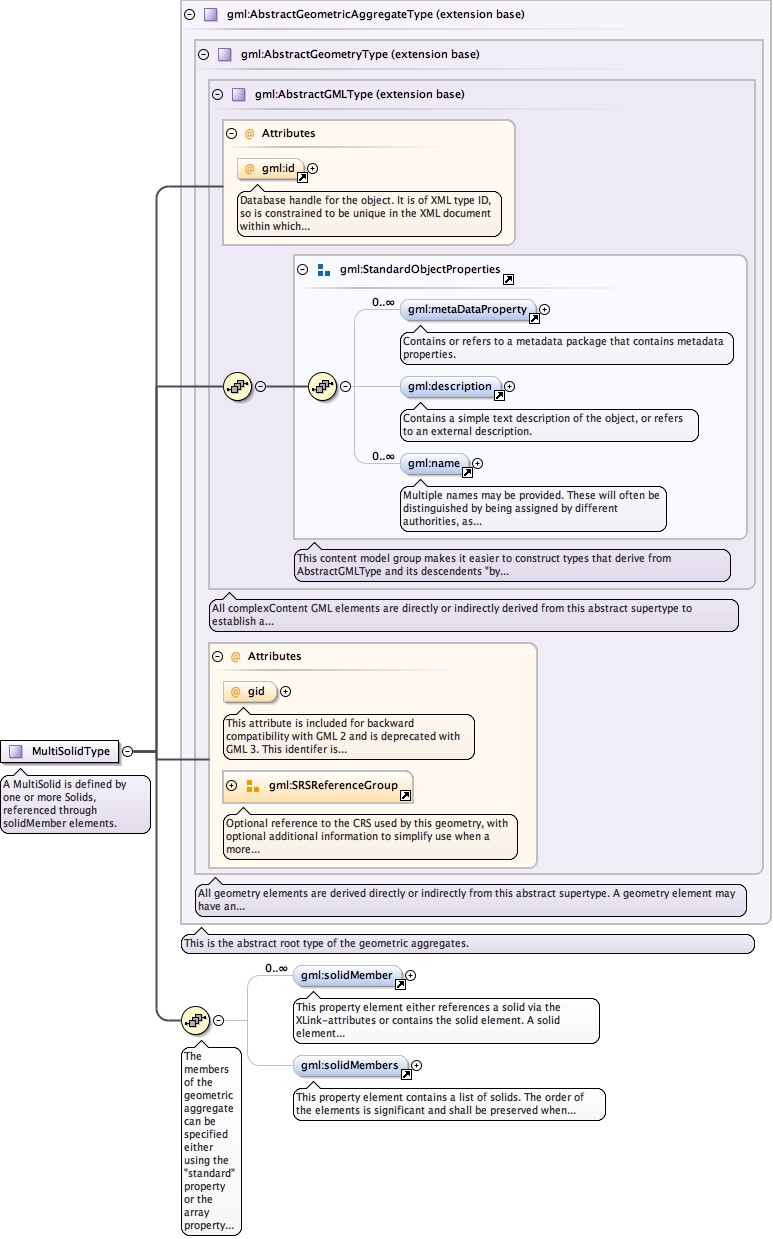 gml:AbstractGeometricAggregateType (extension base)
gml:AbstractGeometryType (extension base)
gml:AbstractGMLType (extension base)
@ Attributes
@ gml:id
Database handle for the object. It is of XML type ID,
so is constrained to be unique in the XML document
within which...
gml:StandardObjectProperties
0..∞
gml:metaDataProperty
Contains or refers to a metadata package that contains metadata
properties.
gml:description
Contains a simple text description of the object, or refers
to an external description.
0..∞
gml:name
Multiple names may be provided. These will often be
distinguished by being assigned by different
authorities, as...
This content model group makes it easier to construct types that derive from
AbstractGMLType and its descendents "by...
All complexContent GML elements are directly or indirectly derived from this abstract supertype to
establish a...
@ Attributes
@ gid
This attribute is included for backward
compatibility with GML 2 and is deprecated with
GML 3. This identifer is...
MultiSolidType
A MultiSolid is defined by
one or more Solids,
referenced through
solidMember elements.
gml:SRSReferenceGroup
Optional reference to the CRS used by this geometry, with
optional additional information to simplify use when a
more...
All geometry elements are derived directly or indirectly from this abstract supertype. A geometry element may
have an...
This is the abstract root type of the geometric aggregates.
0..∞
gml:solidMember
This property element either references a solid via the
XLink-attributes or contains the solid element. A solid
element...
gml:solidMembers
This property element contains a list of solids. The order of
the elements is significant and shall be preserved when...
The
members
of the
geometric
aggregate
can be
specified
either
using the
"standard"
property
or the
array
property...